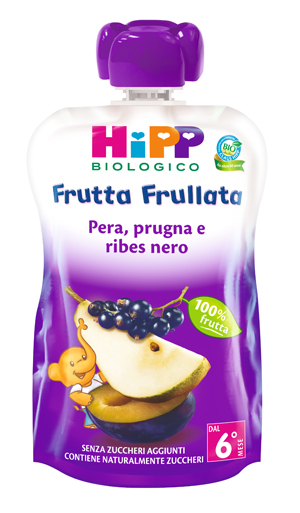 HiPP
BIOLOGICO
BIO
Frutta Frullata
Pera, prugna e
ribes nero
100%
frutta
SENZA ZUCCHERI AGGIUNTI
CONTIENE NATURALMENTE ZUCCHERI
DAL
6°
MESE